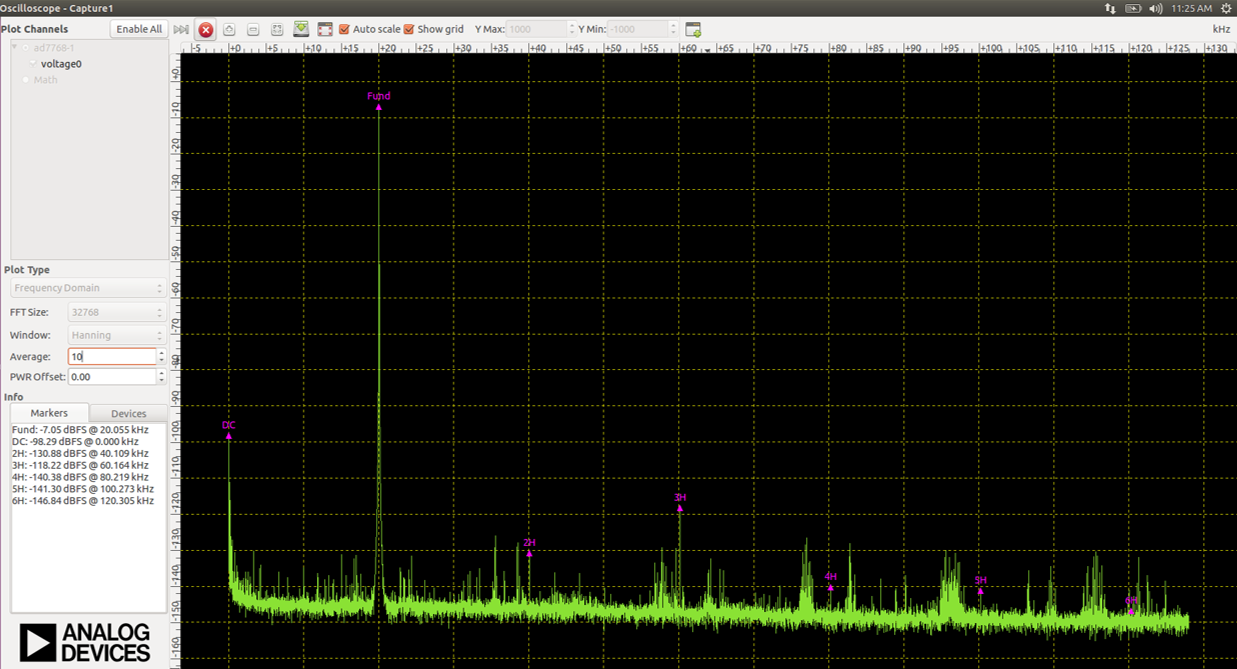 Oscilloscope - Capture1
11:25 AM
Plot Channels
Enable All
Auto scale
Show grid
Y Max: 1000
Y Min: -1000
kHz
ad7768-1
voltage0
Math
-5 +0 +5 +10 +15 +20 +25 +30 +35 +40 +45 +50 +55 +60 +65 +70 +75 +80 +85 +90 +95 +100 +105 +110 +115 +120 +125 +130
+0
-10
-20
-30
-40
-50
-60
-70
-80
-90
-100
-110
-120
-130
-140
-150
-160
Fund
DC
2H
3H
4H
5H
6H
Plot Type
Frequency Domain
FFT Size: 32768
Window: Hanning
Average: 10
PWR Offset: 0.00
Info
Markers Devices
Fund: -7.05 dBFS @ 20.055 kHz
DC: -98.29 dBFS @ 0.000 kHz
2H: -130.88 dBFS @ 40.109 kHz
3H: -118.22 dBFS @ 60.164 kHz
4H: -140.38 dBFS @ 80.219 kHz
5H: -141.30 dBFS @ 100.273 kHz
6H: -146.84 dBFS @ 120.305 kHz
ANALOG
DEVICES